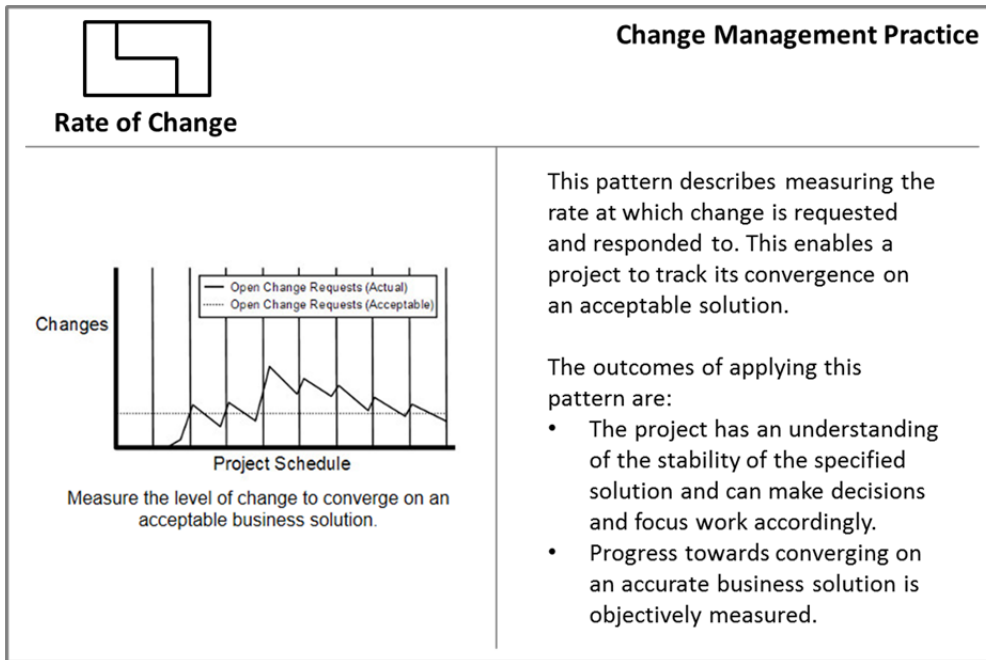 Change Management Practice
Rate of Change
Open Change Requests (Actual)
Open Change Requests (Acceptable)
Changes
Project Schedule
Measure the level of change to converge on an
acceptable business solution.
This pattern describes measuring the
rate at which change is requested
and responded to. This enables a
project to track its convergence on
an acceptable solution.
The outcomes of applying this
pattern are:
• The project has an understanding
of the stability of the specified
solution and can make decisions
and focus work accordingly.
• Progress towards converging on
an accurate business solution is
objectively measured.